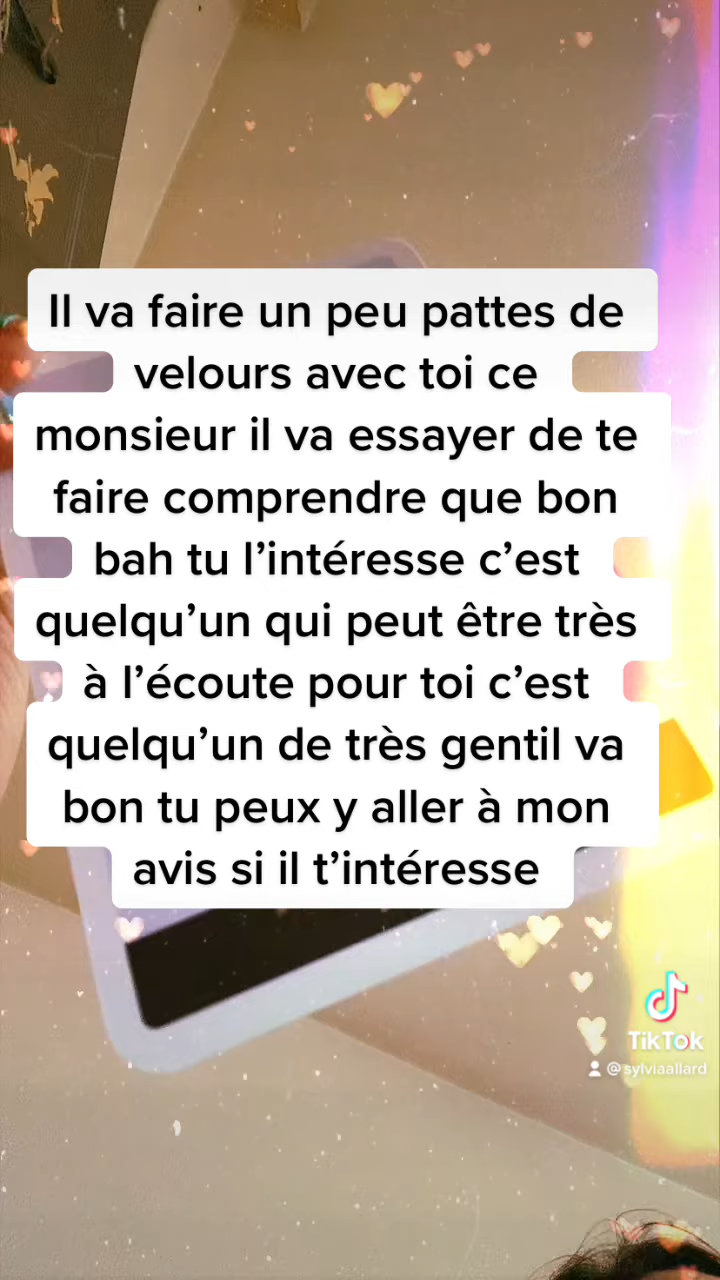 Il va faire un peu pattes de
velours avec toi ce
monsieur il va essayer de te
faire comprendre que bon
bah tu l’intéresse c’est
quelqu’un qui peut être très
à l’écoute pour toi c’est
quelqu’un de très gentil va
bon tu peux y aller à mon
avis si il t’intéresse
TikTok
@sylviaallard